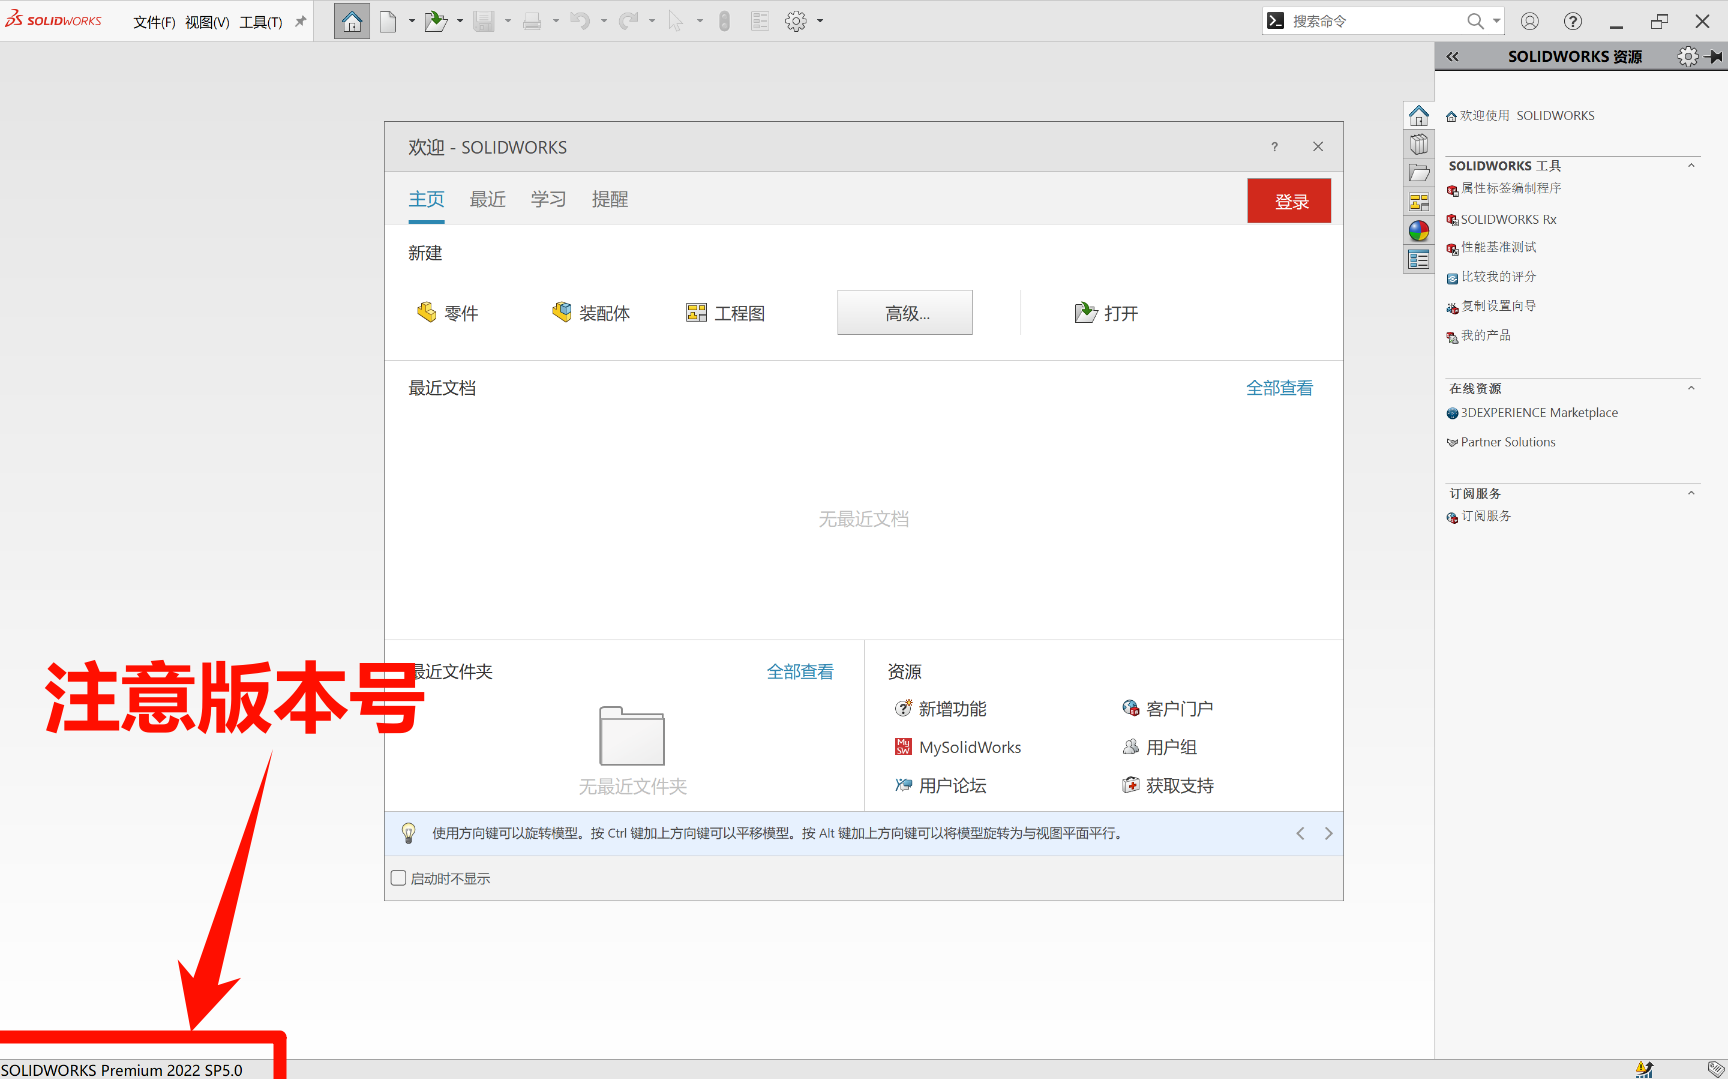 SOLIDWORKS
文件(F) 视图(V) 工具(T)
搜索命令
SOLIDWORKS 资源
欢迎使用 SOLIDWORKS
SOLIDWORKS 工具
属性标签编制程序
SOLIDWORKS Rx
性能基准测试
比较我的评分
复制设置向导
我的产品
在线资源
3DEXPERIENCE Marketplace
Partner Solutions
订阅服务
订阅服务
欢迎 - SOLIDWORKS
主页 最近 学习 提醒
登录
新建
零件 装配体 工程图 高级... 打开
最近文档 全部查看
无最近文档
最近文件夹 全部查看
无最近文件夹
资源
新增功能 客户门户
MySolidWorks 用户组
用户论坛 获取支持
使用方向键可以旋转模型。按 Ctrl 键加上方向键可以平移模型。按 Alt 键加上方向键可以将模型旋转为与视图平面平行。
启动时不显示
注意版本号
SOLIDWORKS Premium 2022 SP5.0